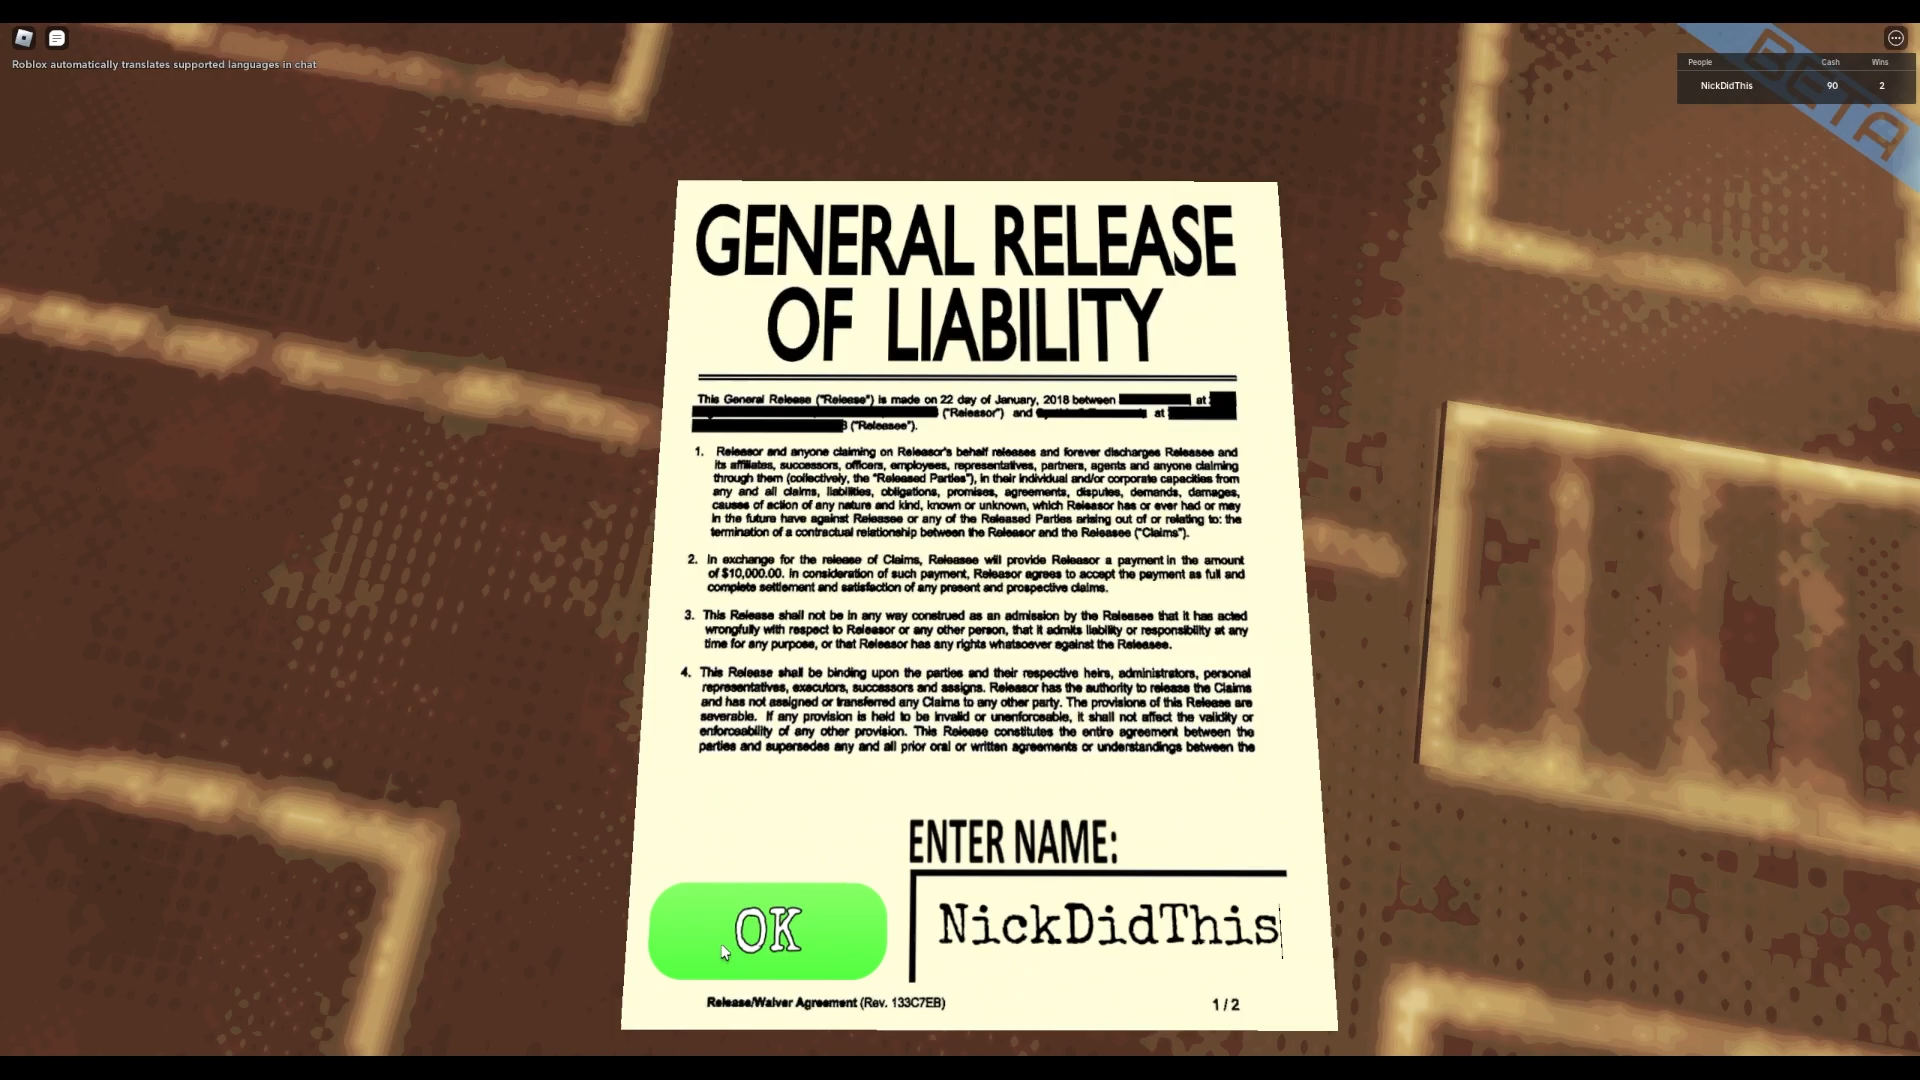 Roblox automatically translates supported languages in chat
BETA
People Cash Wins
NickDidThis 90 2
GENERAL RELEASE
OF LIABILITY
This General Release ("Release") is made on 22 day of January, 2018 between at
("Releasor") and at
("Releasee").
1. Releasor and anyone claiming on Releasor's behalf releases and forever discharges Releasee and
its affiliates, successors, officers, employees, representatives, partners, agents and anyone claiming
through them (collectively, the "Released Parties"), in their individual and/or corporate capacities from
any and all claims, liabilities, obligations, promises, agreements, disputes, demands, damages,
causes of action of any nature and kind, known or unknown, which Releasor has or ever had or may
in the future have against Releasee or any of the Released Parties arising out of or relating to: the
termination of a contractual relationship between the Releasor and the Releasee ("Claims").
2. In exchange for the release of Claims, Releasee will provide Releasor a payment in the amount
of $10,000.00. In consideration of such payment, Releasor agrees to accept the payment as full and
complete settlement and satisfaction of any present and prospective claims.
3. This Release shall not be in any way construed as an admission by the Releasee that it has acted
wrongfully with respect to Releasor or any other person, that it admits liability or responsibility at any
time for any purpose, or that Releasor has any rights whatsoever against the Releasee.
4. This Release shall be binding upon the parties and their respective heirs, administrators, personal
representatives, executors, successors and assigns. Releasor has the authority to release the Claims
and has not assigned or transferred any Claims to any other party. The provisions of this Release are
severable. If any provision is held to be invalid or unenforceable, it shall not affect the validity or
enforceability of any other provision. This Release constitutes the entire agreement between the
parties and supersedes any and all prior oral or written agreements or understandings between the
ENTER NAME:
OK
NickDidThis
Release/Waiver Agreement (Rev. 133C7EB)
1 / 2